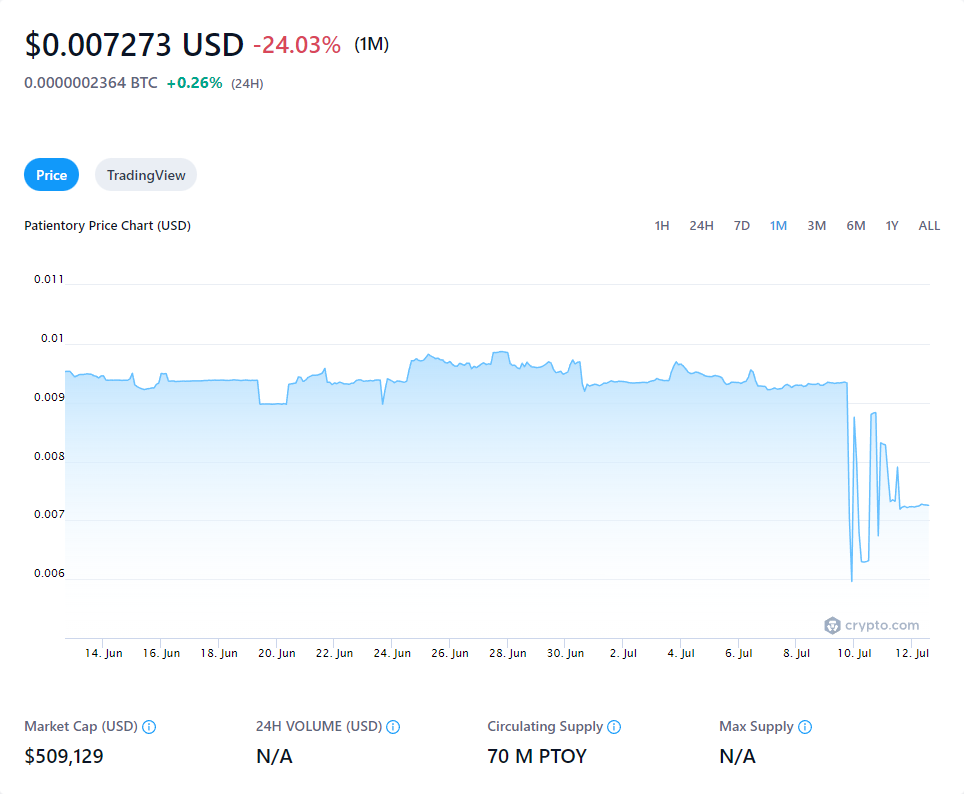 $0.007273 USD -24.03% (1M)
0.0000002364 BTC +0.26% (24H)
Price TradingView
Patientory Price Chart (USD)
1H 24H 7D 1M 3M 6M 1Y ALL
0.011
0.01
0.009
0.008
0.007
0.006
crypto.com
14. Jun 16. Jun 18. Jun 20. Jun 22. Jun 24. Jun 26. Jun 28. Jun 30. Jun 2. Jul 4. Jul 6. Jul 8. Jul 10. Jul 12. Jul
Market Cap (USD) 24H VOLUME (USD) Circulating Supply Max Supply
$509,129 N/A 70 M PTOY N/A